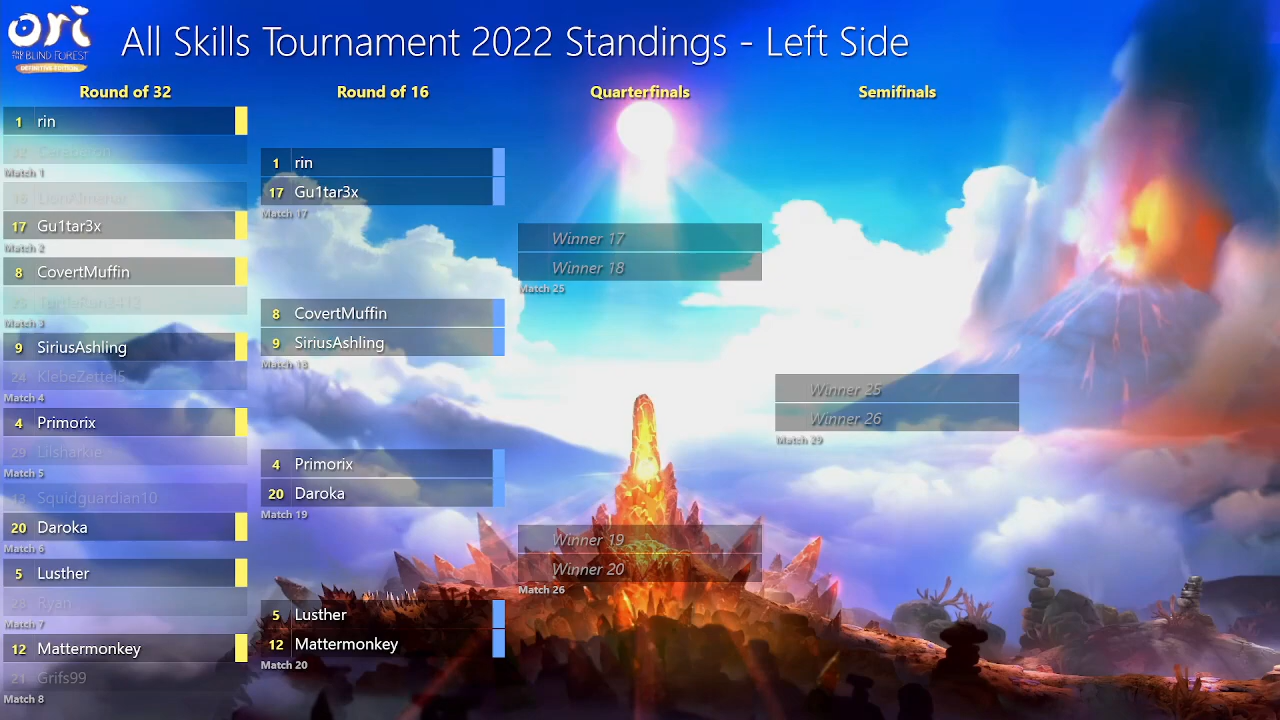 ori
AND THE BLIND FOREST
DEFINITIVE EDITION
All Skills Tournament 2022 Standings - Left Side
Round of 32
Round of 16
Quarterfinals
Semifinals
1 rin
Match 1
17 Gu1tar3x
Match 2
8 CovertMuffin
Match 3
9 SiriusAshling
24 KlebeZettel5
Match 4
4 Primorix
29 Lilsharkie
Match 5
13 Squldguardian10
20 Daroka
Match 6
5 Lusther
Ryan
Match 7
12 Mattermonkey
21 Grifs99
Match 8
1 rin
17 Gu1tar3x
Match 17
8 CovertMuffin
9 SiriusAshling
Match 18
4 Primorix
20 Daroka
Match 19
5 Lusther
12 Mattermonkey
Match 20
Winner 17
Winner 18
Match 25
Winner 19
Winner 20
Match 26
Winner 25
Winner 26
Match 29